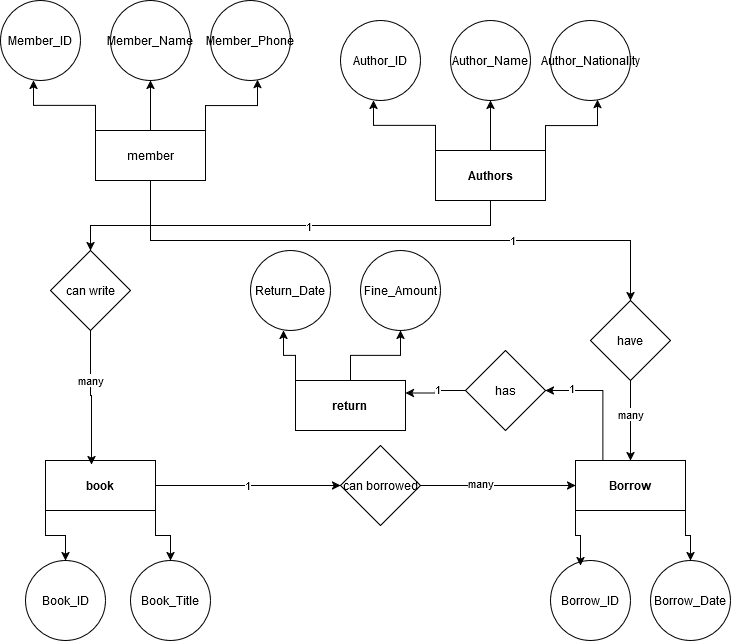 Member_ID
Member_Name
Member_Phone
Author_ID
Author_Name
Author_Nationality
member
Authors
1
1
can write
Return_Date
Fine_Amount
have
many
return
1
has
1
many
book
1
can borrowed
many
Borrow
Book_ID
Book_Title
Borrow_ID
Borrow_Date